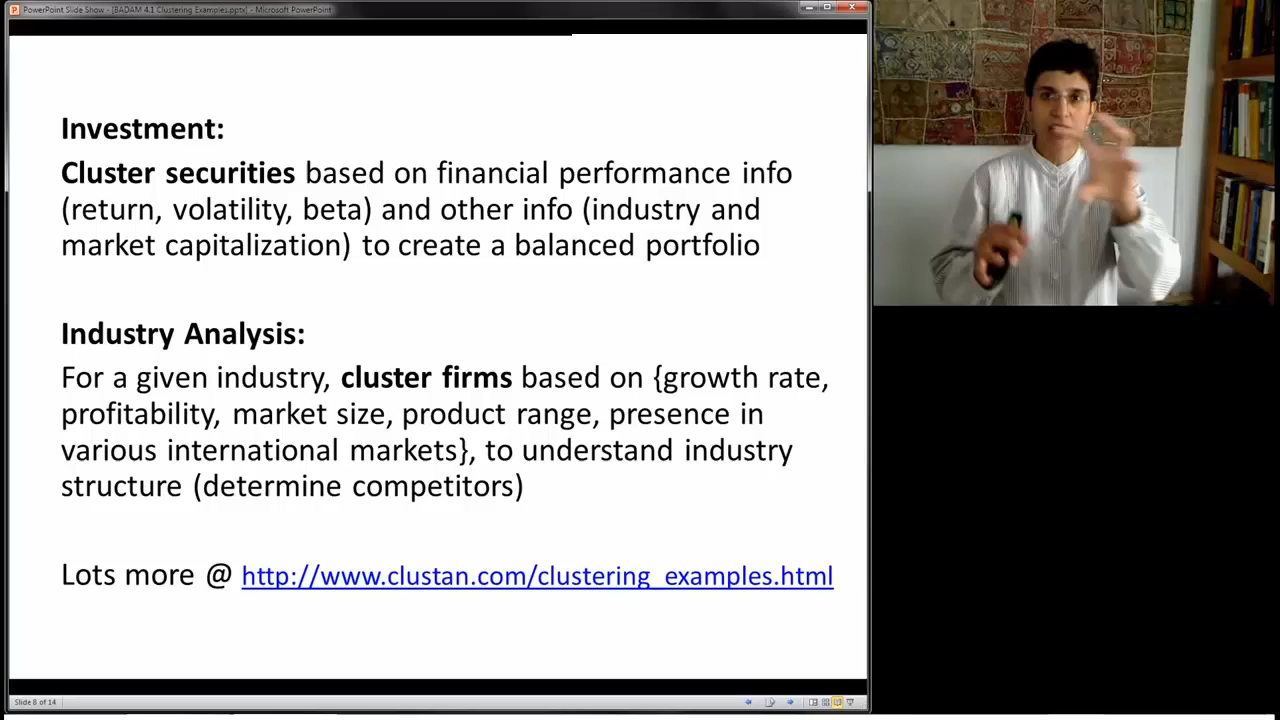 PowerPoint Slide Show - [BADAM 4.1 Clustering Examples.pptx] - Microsoft PowerPoint
Investment:
Cluster securities based on financial performance info
(return, volatility, beta) and other info (industry and
market capitalization) to create a balanced portfolio
Industry Analysis:
For a given industry, cluster firms based on {growth rate,
profitability, market size, product range, presence in
various international markets}, to understand industry
structure (determine competitors)
Lots more @ http://www.clustan.com/clustering_examples.html
Slide 8 of 14